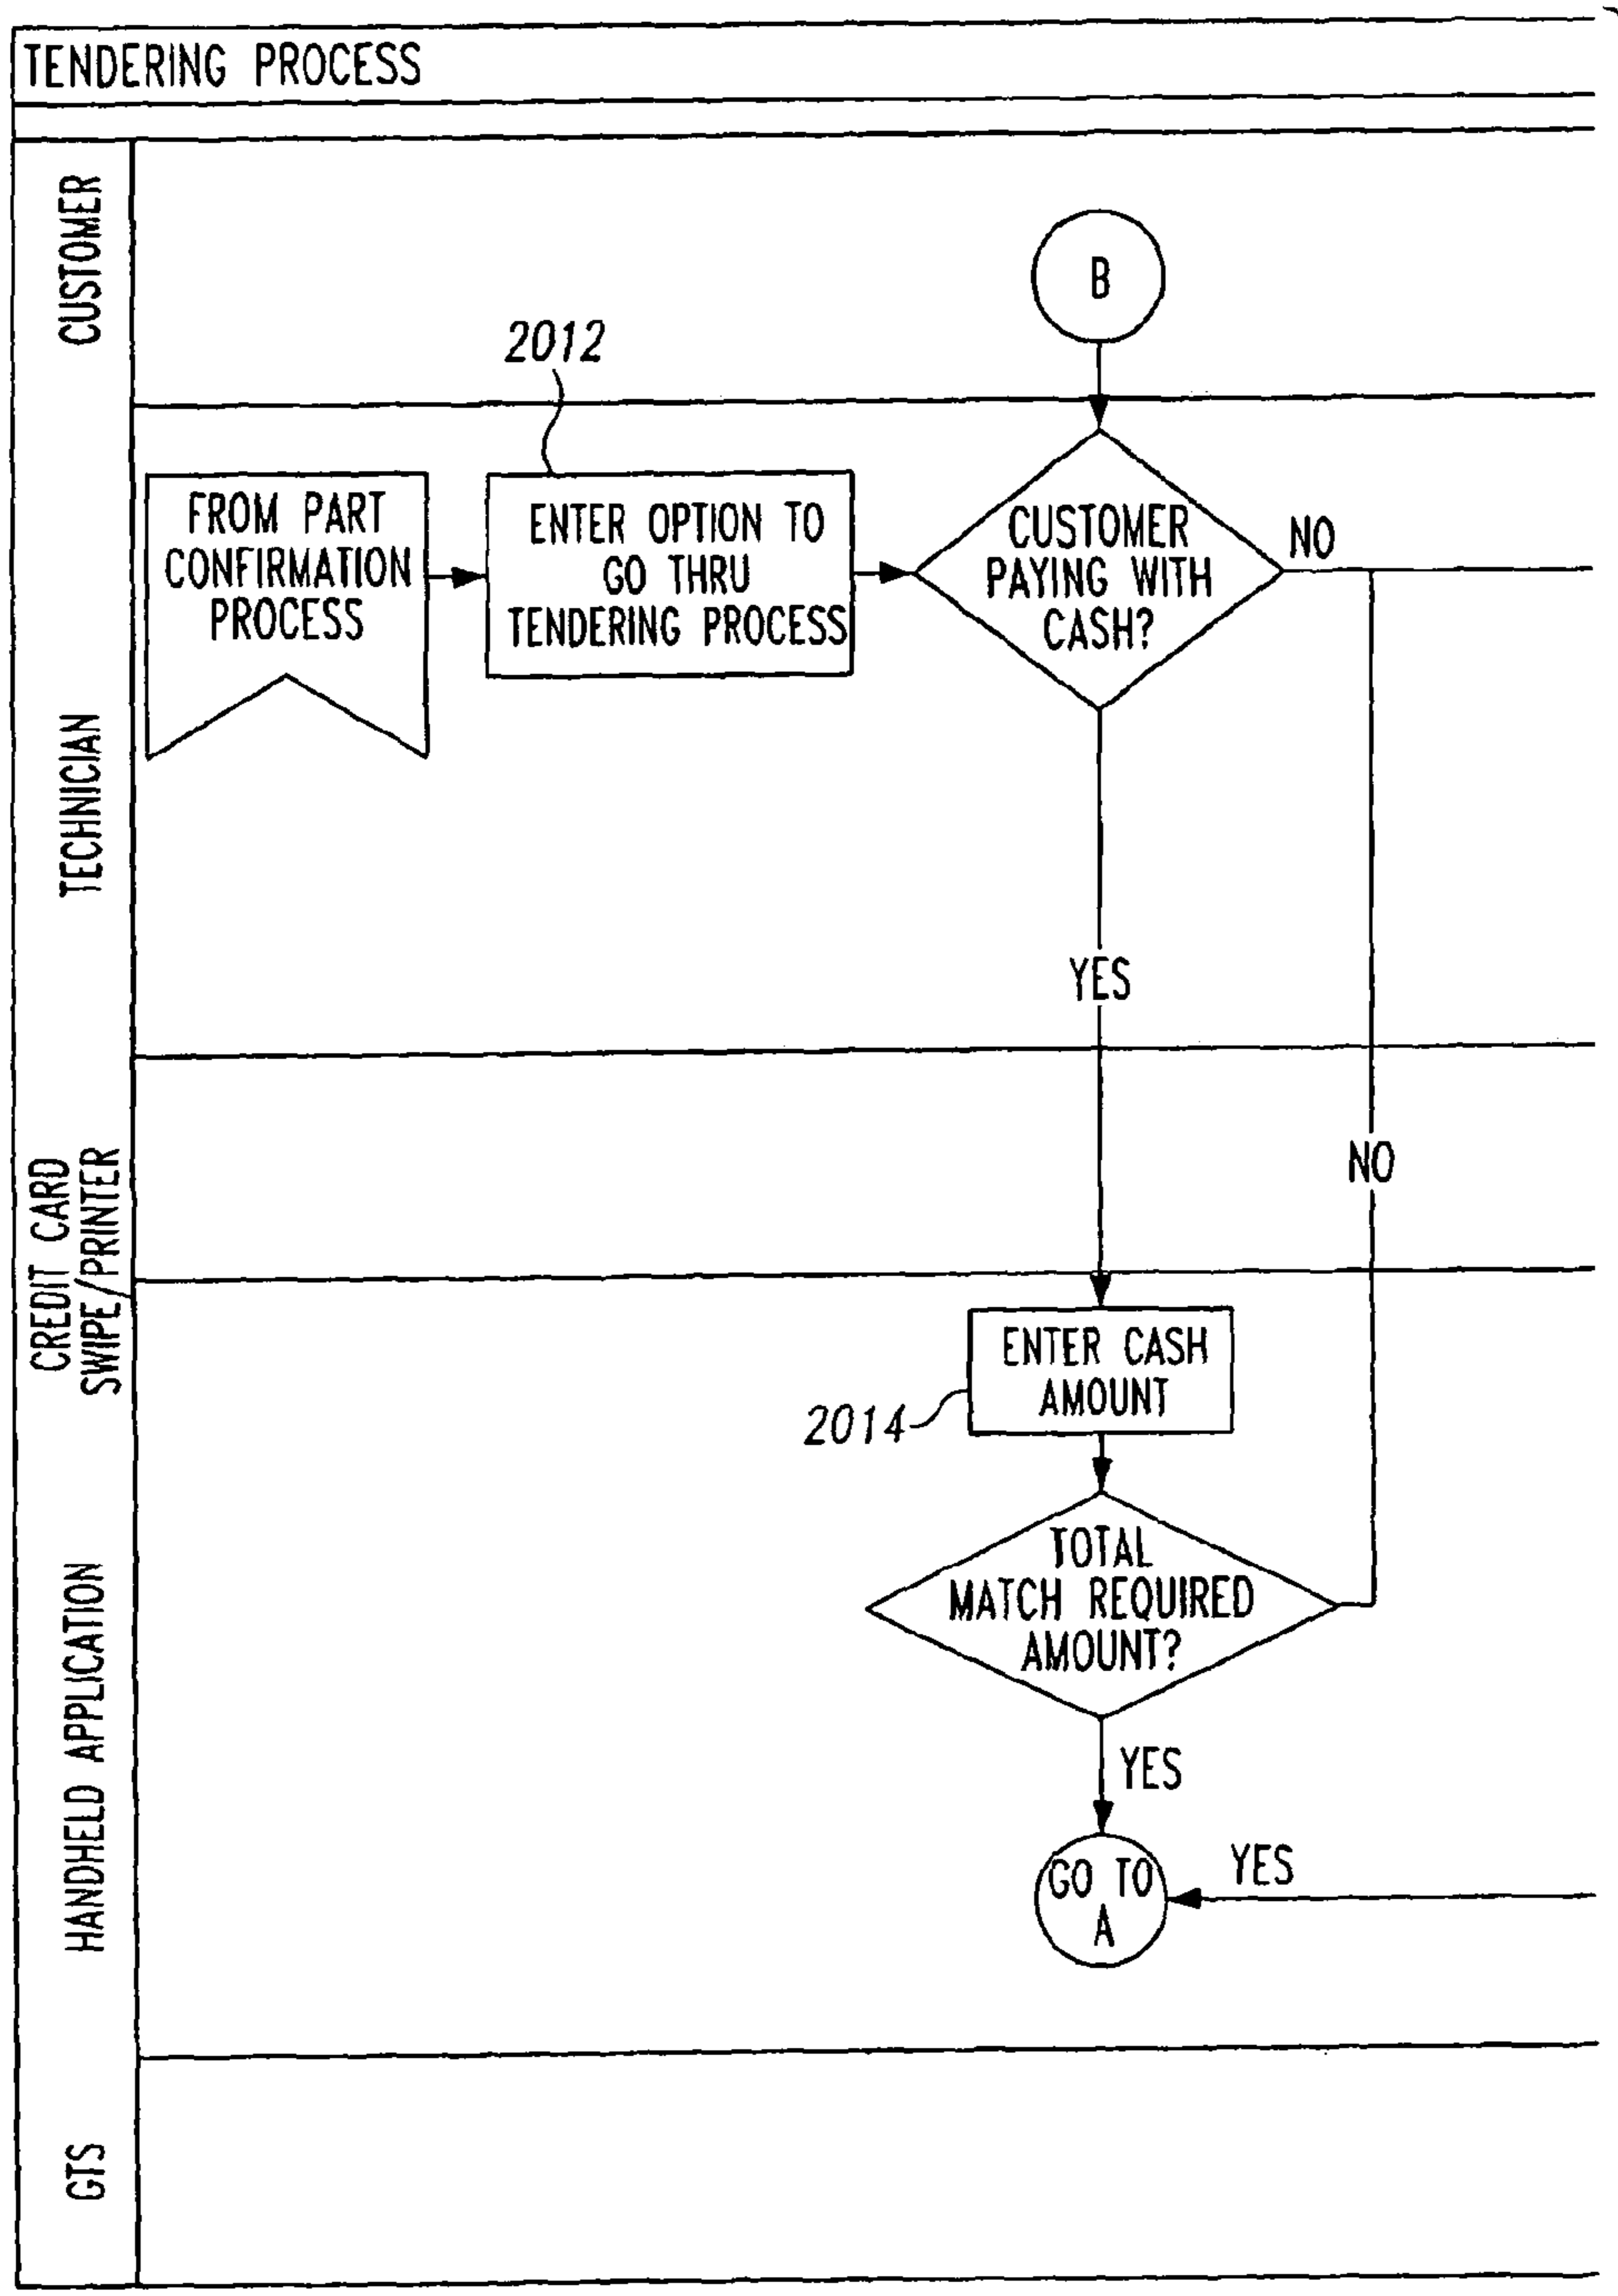 TENDERING PROCESS
CUSTOMER
B
2012
TECHNICIAN
FROM PART
CONFIRMATION
PROCESS
ENTER OPTION TO
GO THRU
TENDERING PROCESS
CUSTOMER
PAYING WITH
CASH?
NO
YES
CREDIT CARD
SWIPE/PRINTER
NO
HANDHELD APPLICATION
ENTER CASH
AMOUNT
2014
TOTAL
MATCH REQUIRED
AMOUNT?
YES
GO TO
A
YES
GTS